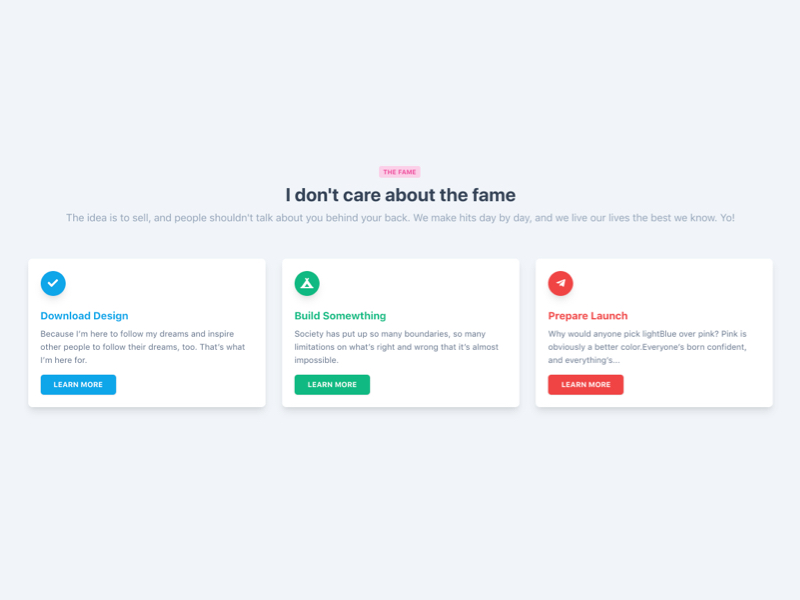 THE FAME
I don't care about the fame
The idea is to sell, and people shouldn't talk about you behind your back. We make hits day by day, and we live our lives the best we know. Yo!
Download Design
Because I'm here to follow my dreams and inspire
other people to follow their dreams, too. That's what
I'm here for.
LEARN MORE
Build Somewthing
Society has put up so many boundaries, so many
limitations on what's right and wrong that it's almost
impossible.
LEARN MORE
Prepare Launch
Why would anyone pick lightBlue over pink? Pink is
obviously a better color.Everyone's born confident,
and everything's...
LEARN MORE